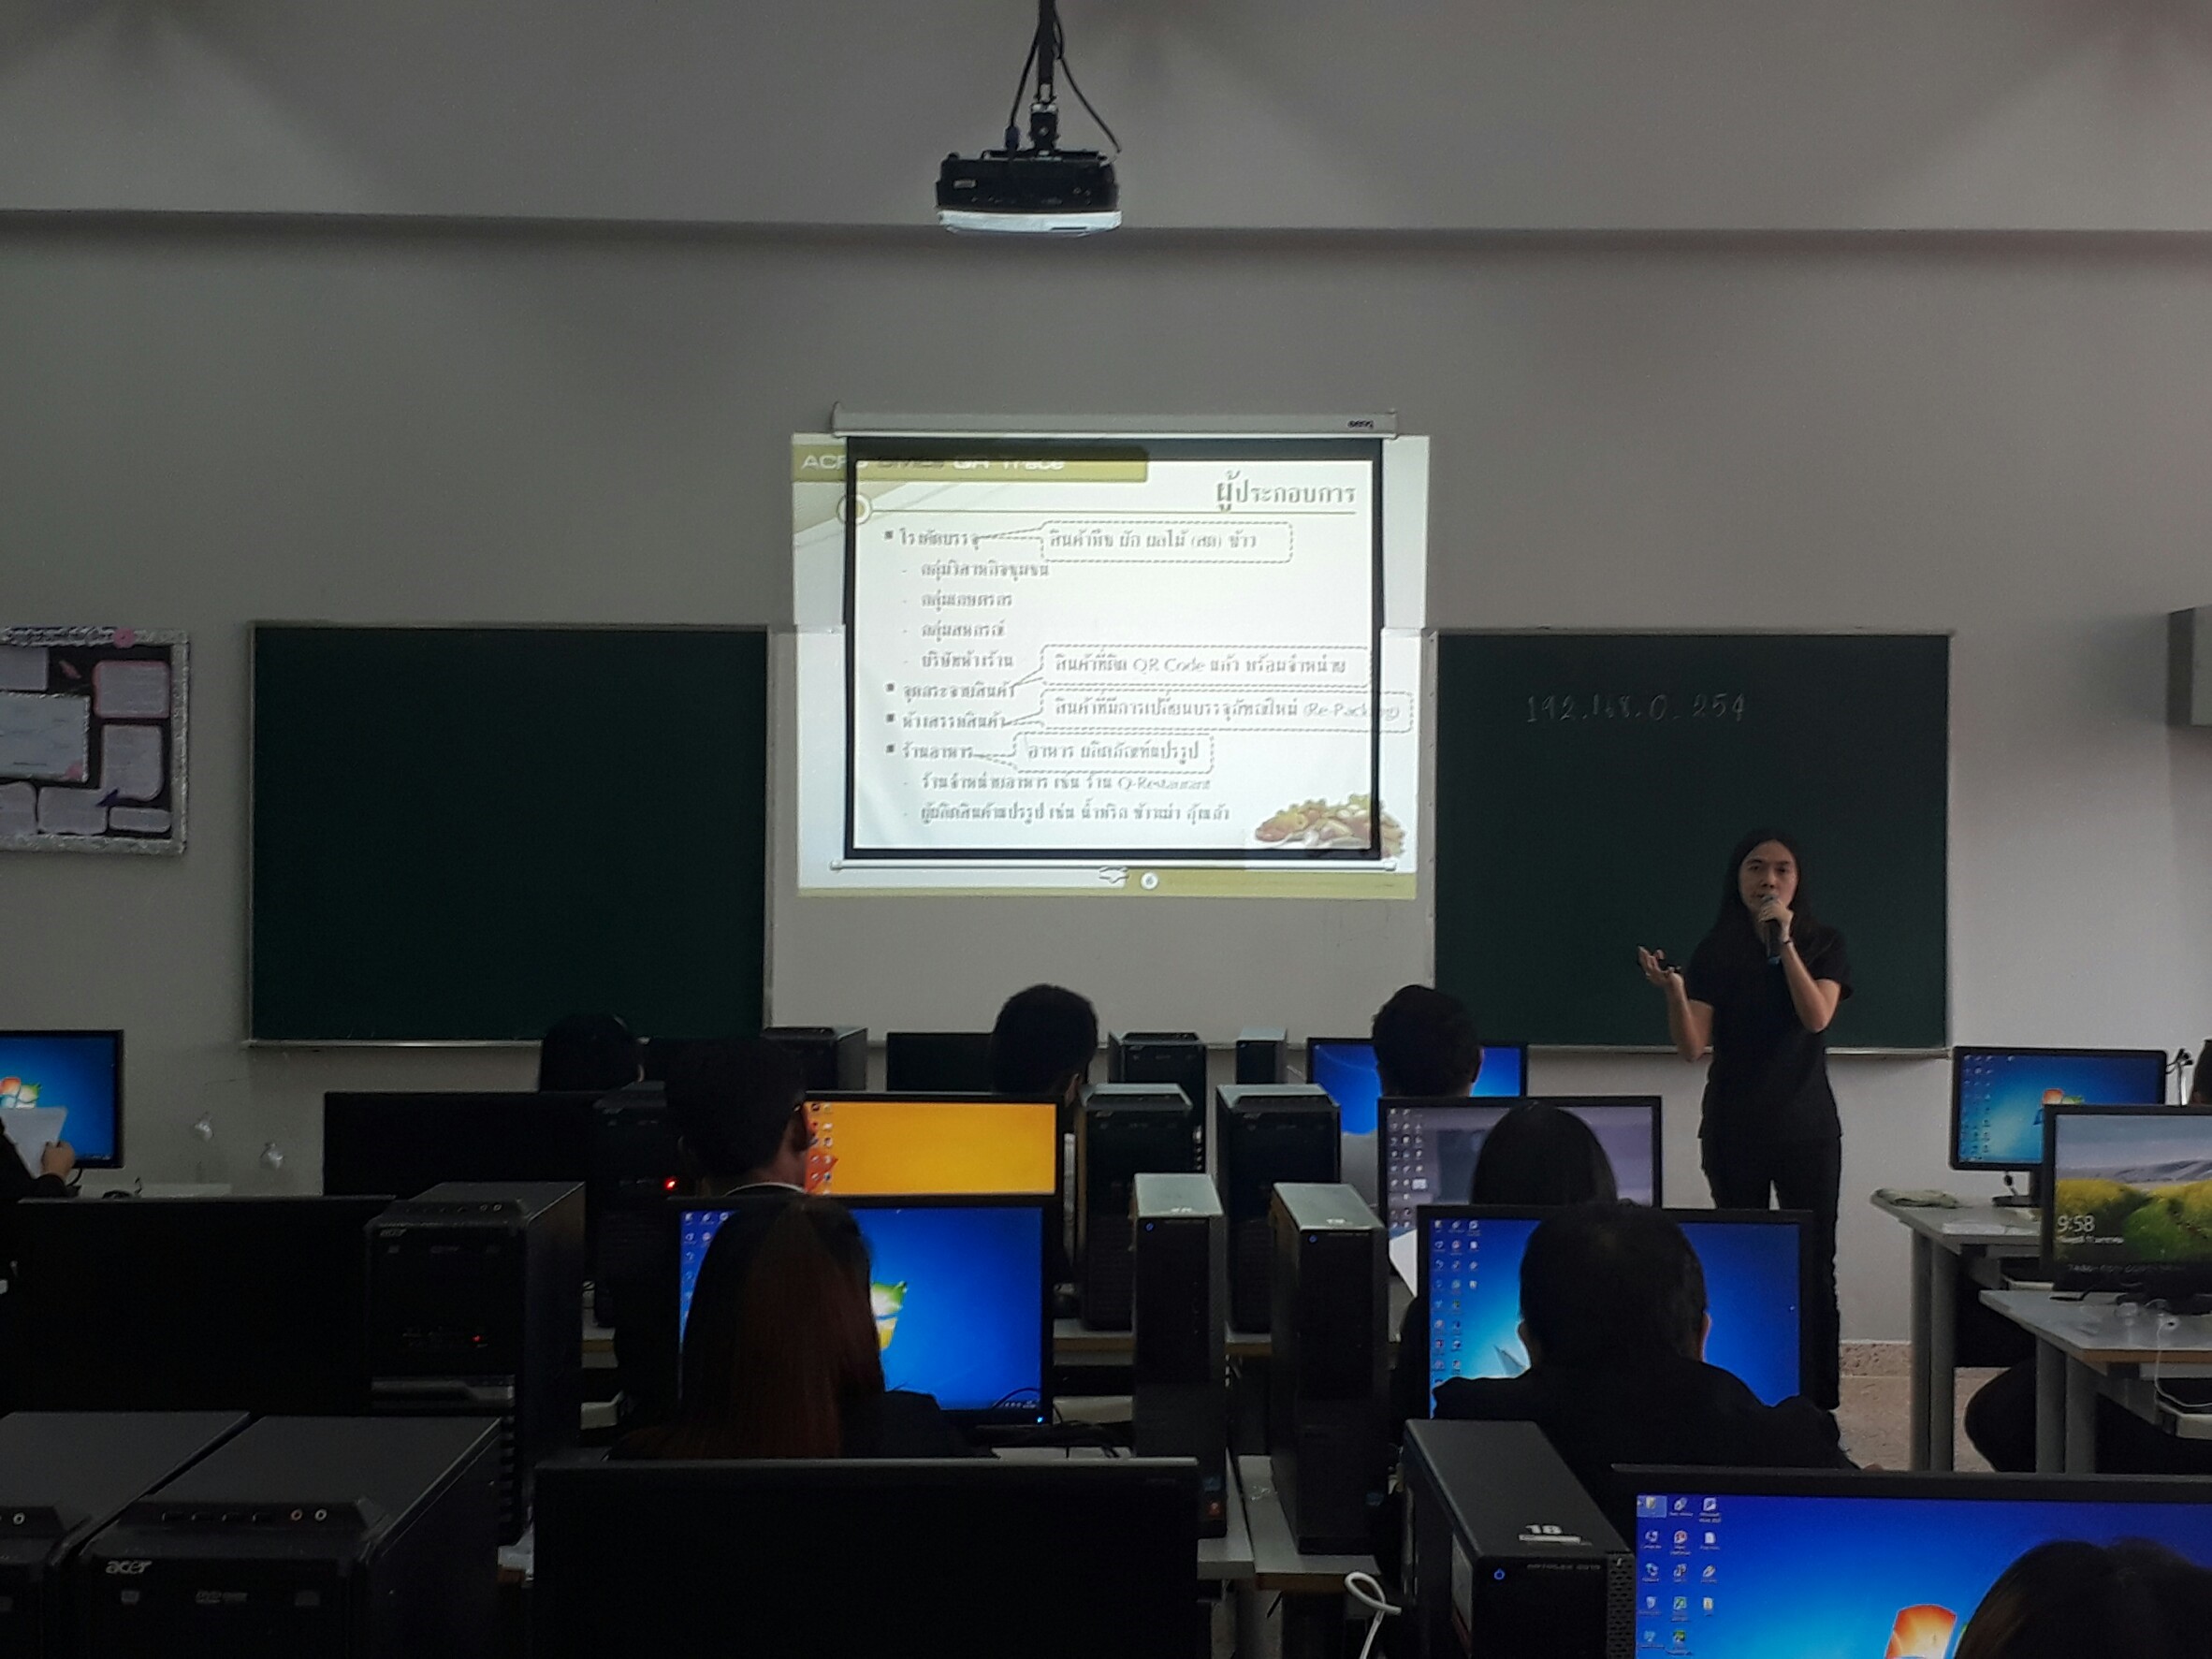 BenQ
QR Trace
ผู้ประกอบการ
โรงคัดบรรจุ
สินค้าพืช ผัก ผลไม้ (สด) ข้าว
- กลุ่มวิสาหกิจชุมชน
- กลุ่มเกษตรกร
- กลุ่มสหกรณ์
- บริษัทห้างร้าน
สินค้าที่ติด QR Code แล้ว พร้อมจำหน่าย
จุดกระจายสินค้า
สินค้าที่มีการเปลี่ยนบรรจุภัณฑ์ใหม่ (Re-Packing)
ห้างสรรพสินค้า
ร้านอาหาร
อาหาร ผลิตภัณฑ์แปรรูป
- ร้านจำหน่ายอาหาร เช่น ร้าน Q-Restaurant
- ผู้ผลิตสินค้าแปรรูป เช่น น้ำพริก ข้าวเม่า
6
192.168.0.254
9:58
acer
acer
18